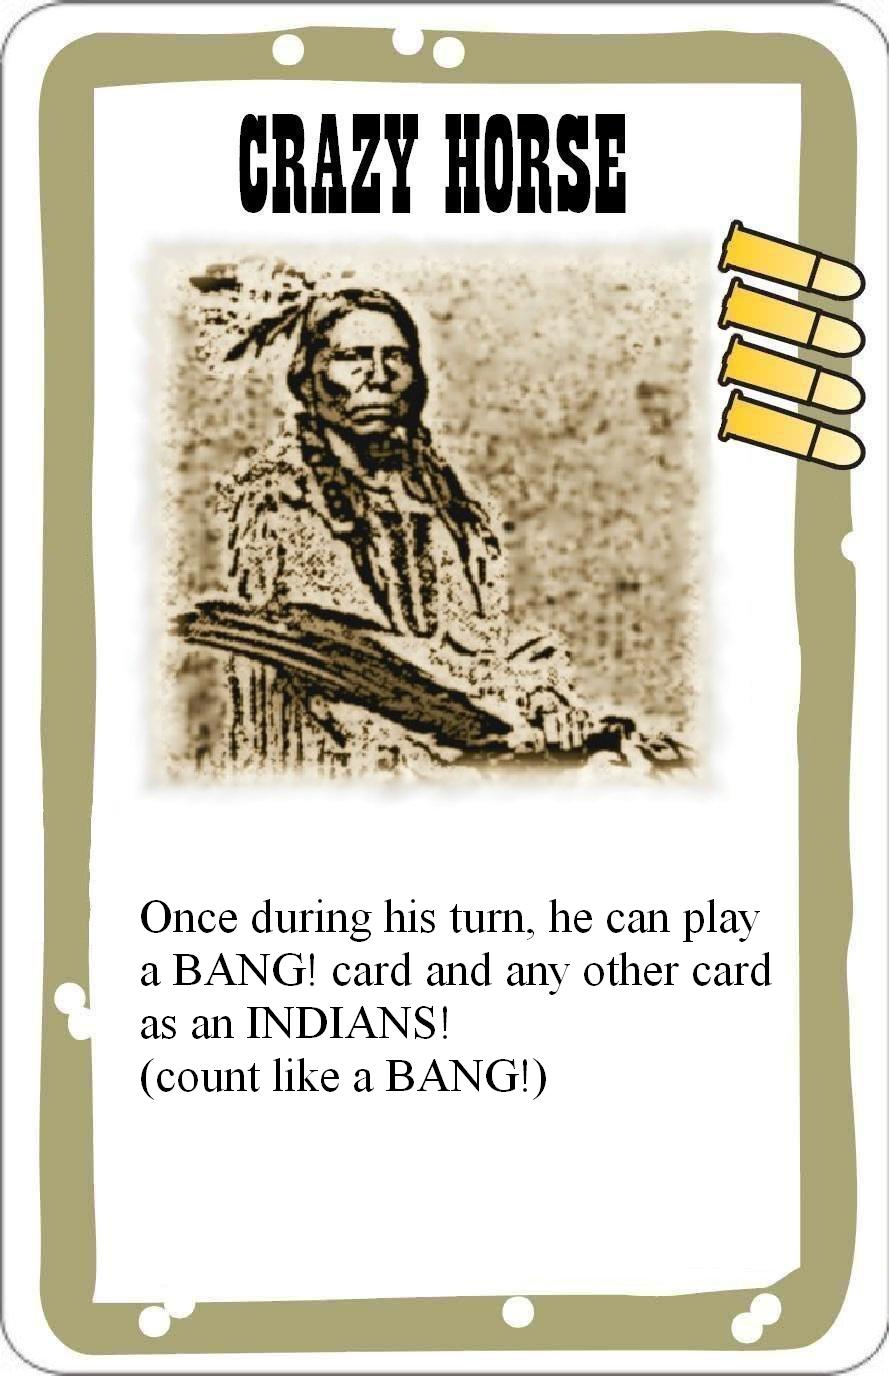 CRAZY HORSE
Once during his turn, he can play
a BANG! card and any other card
as an INDIANS!
(count like a BANG!)